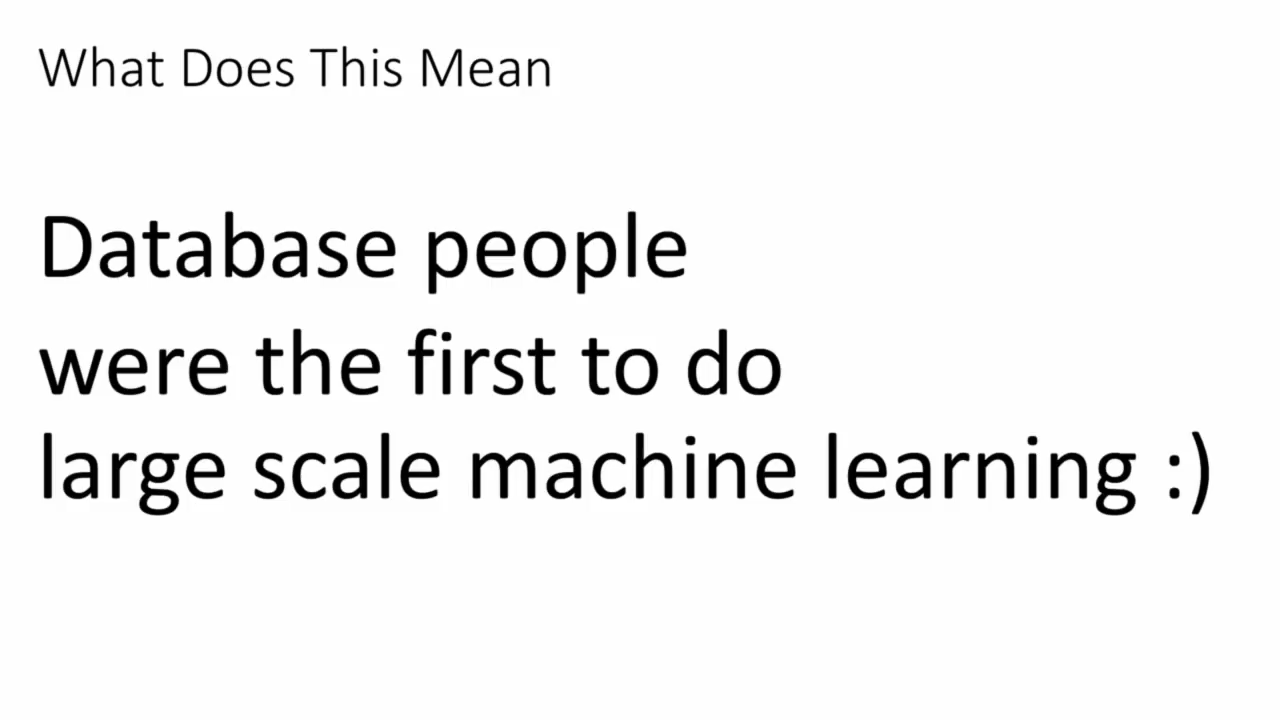 What Does This Mean
Database people
were the first to do
large scale machine learning :)